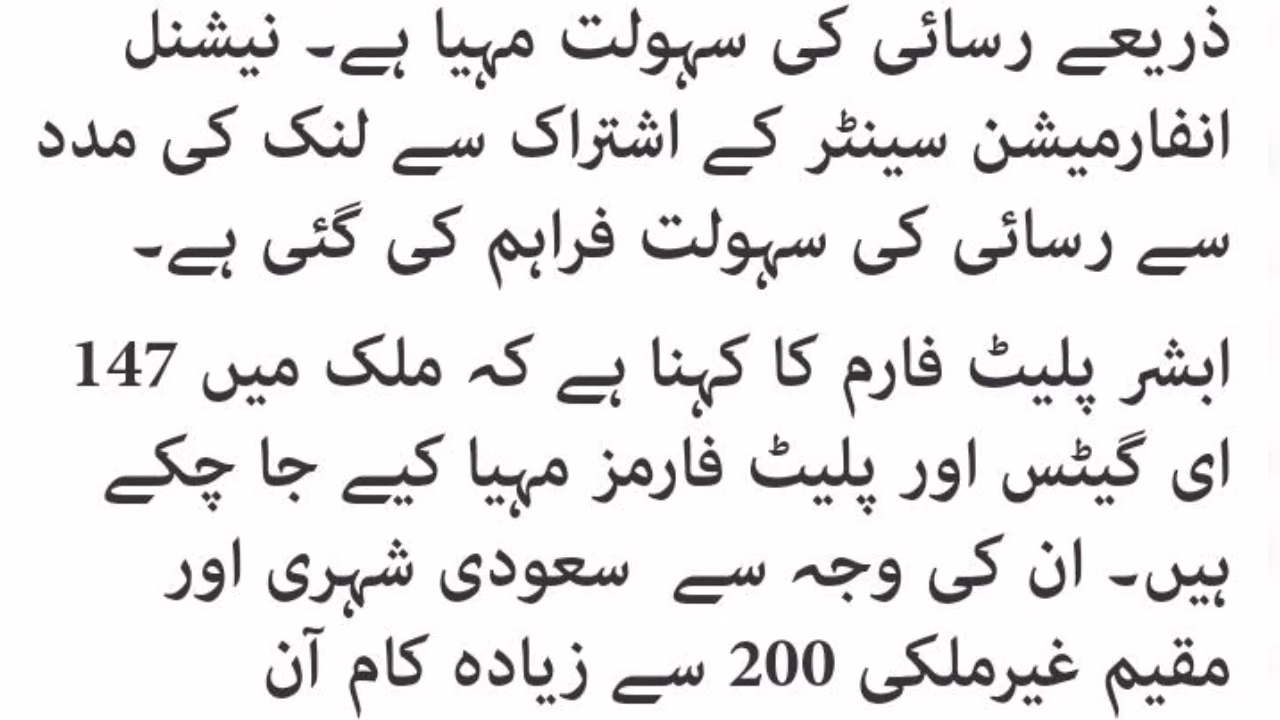 ذریعے رسائی کی سہولت مہیا ہے۔ نیشنل
انفارمیشن سینٹر کے اشتراک سے لنک کی مدد
سے رسائی کی سہولت فراہم کی گئی ہے۔
ابشر پلیٹ فارم کا کہنا ہے کہ ملک میں 147
ای گیٹس اور پلیٹ فارمز مہیا کیے جا چکے
ہیں۔ ان کی وجہ سے  سعودی شہری اور
مقیم غیرملکی 200 سے زیادہ کام آن